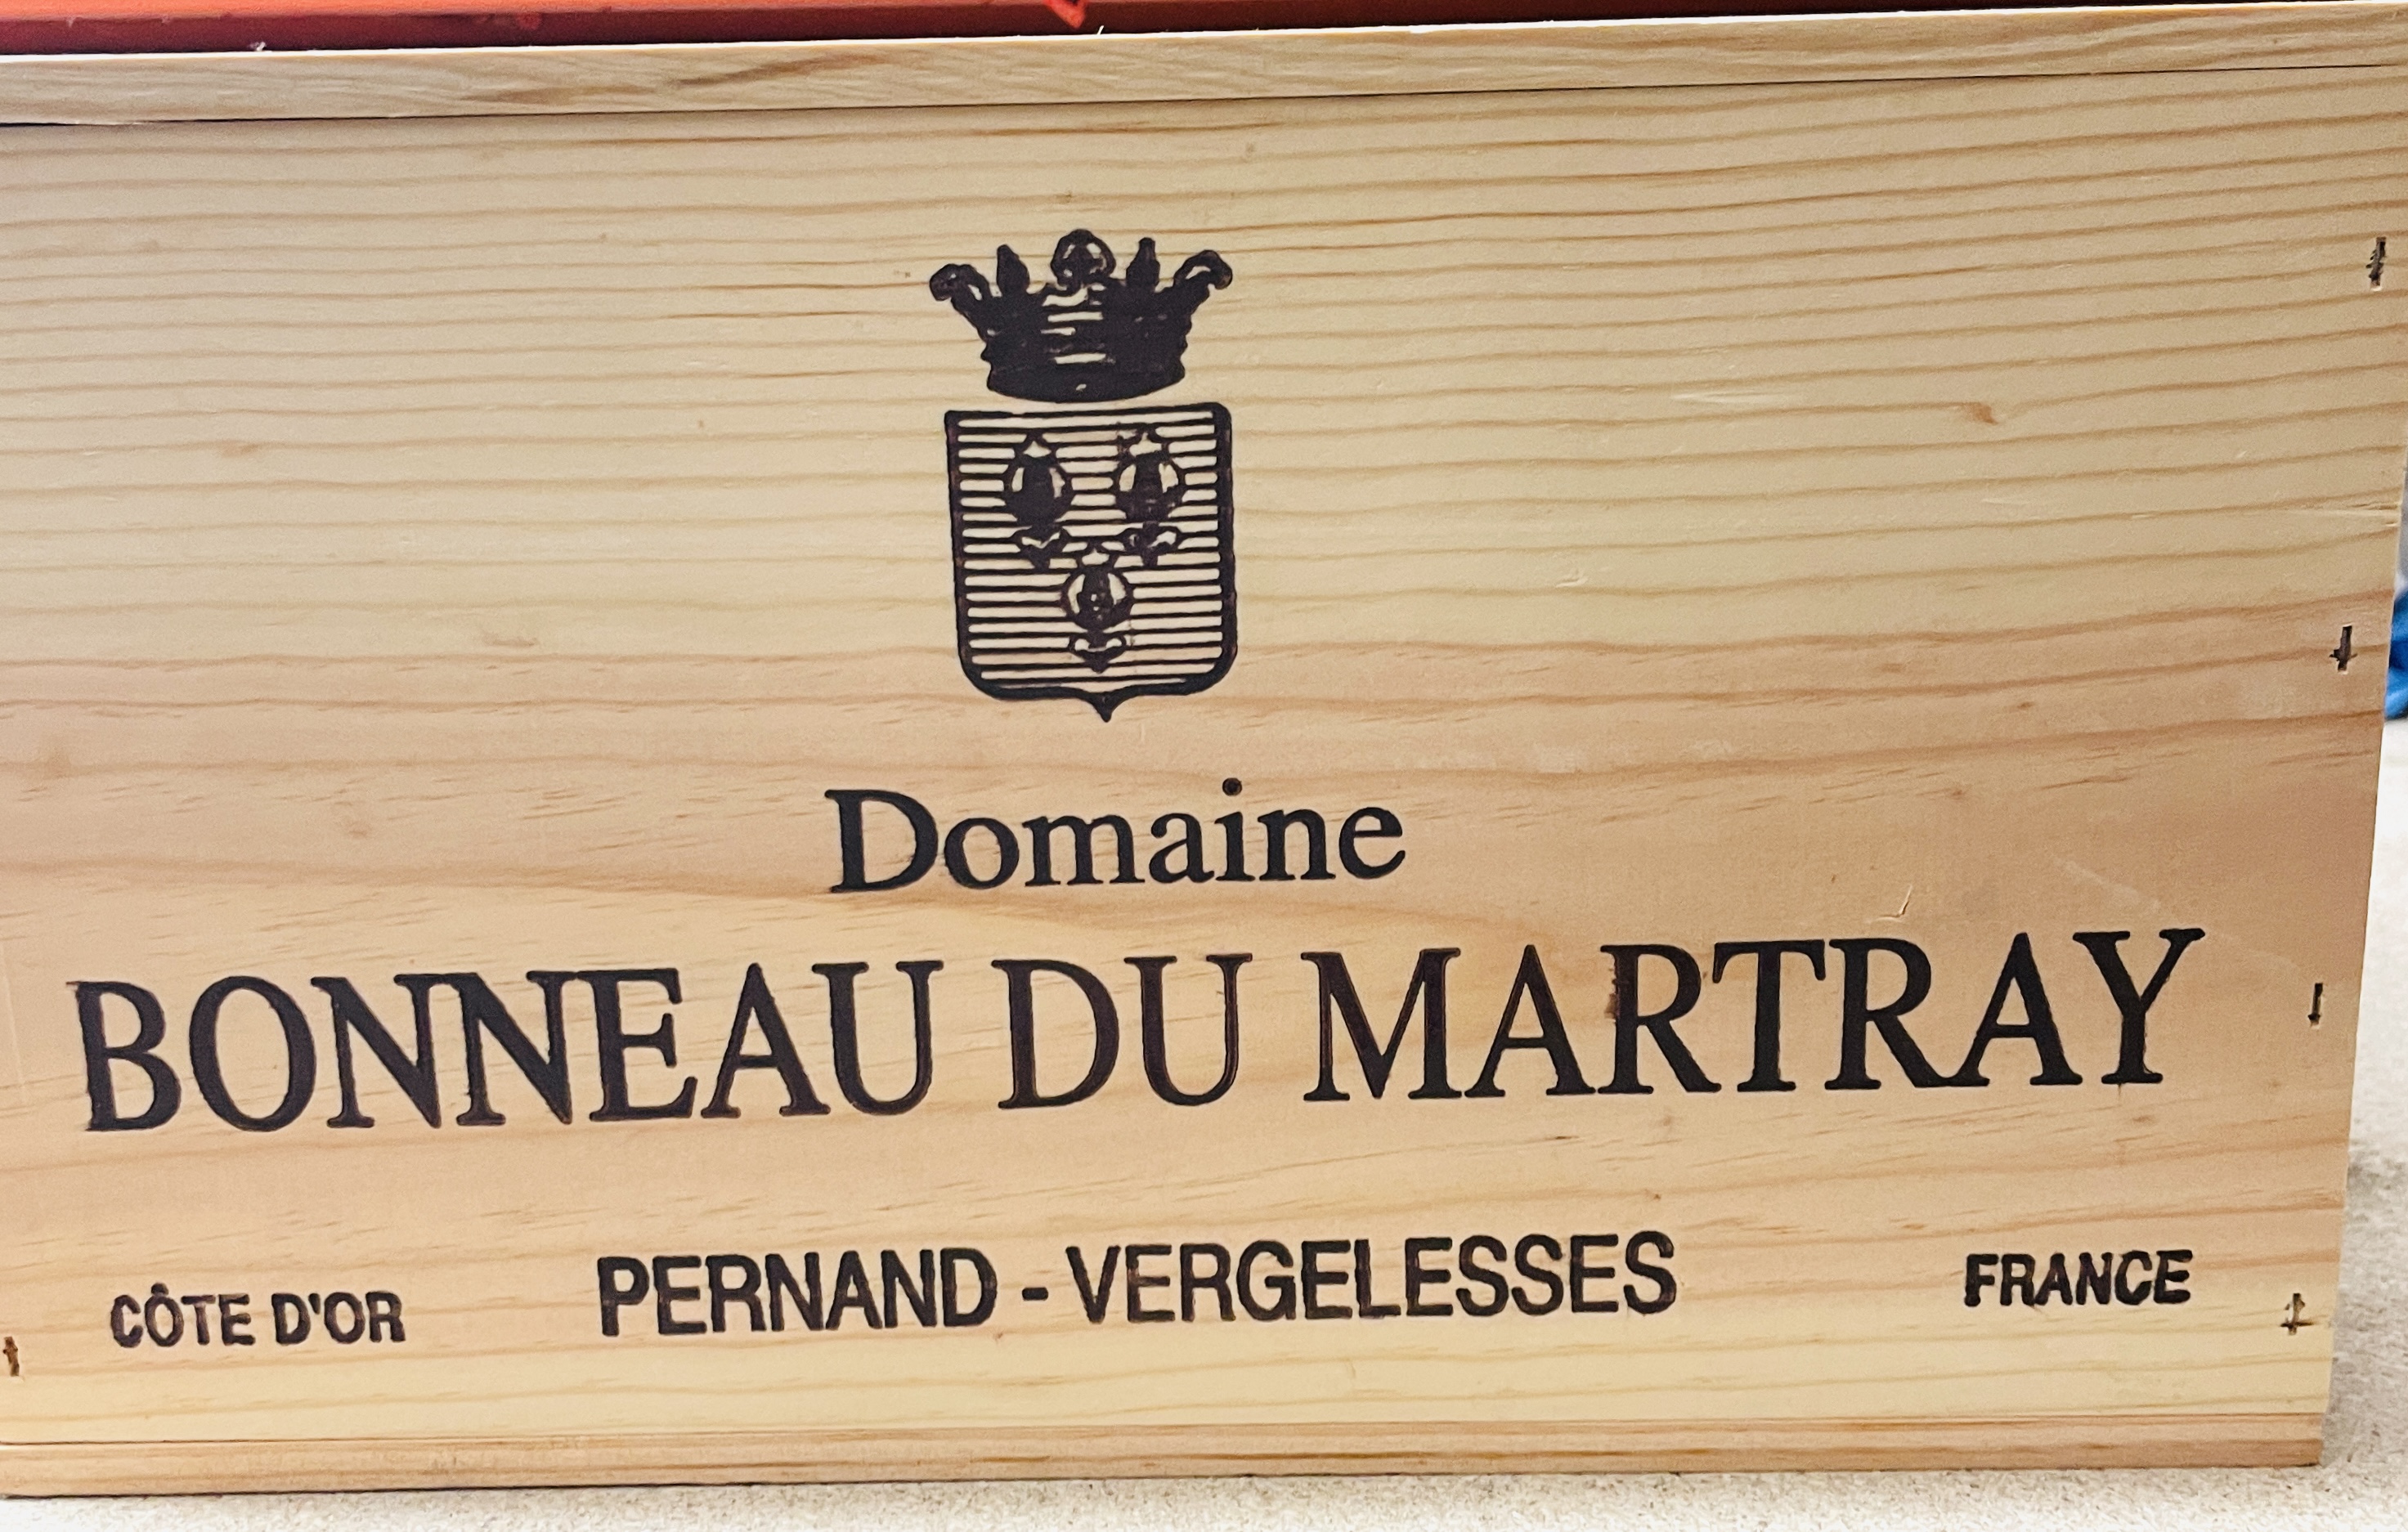 Domaine
BONNEAU DU MARTRAY
CÔTE D'OR PERNAND - VERGELESSES FRANCE